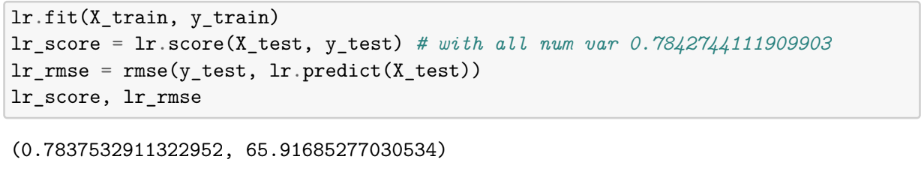 lr.fit(X_train, y_train)
lr_score = lr.score(X_test, y_test) # with all num var 0.7842744111909903
lr_rmse = rmse(y_test, lr.predict(X_test))
lr_score, lr_rmse
(0.7837532911322952, 65.91685277030534)